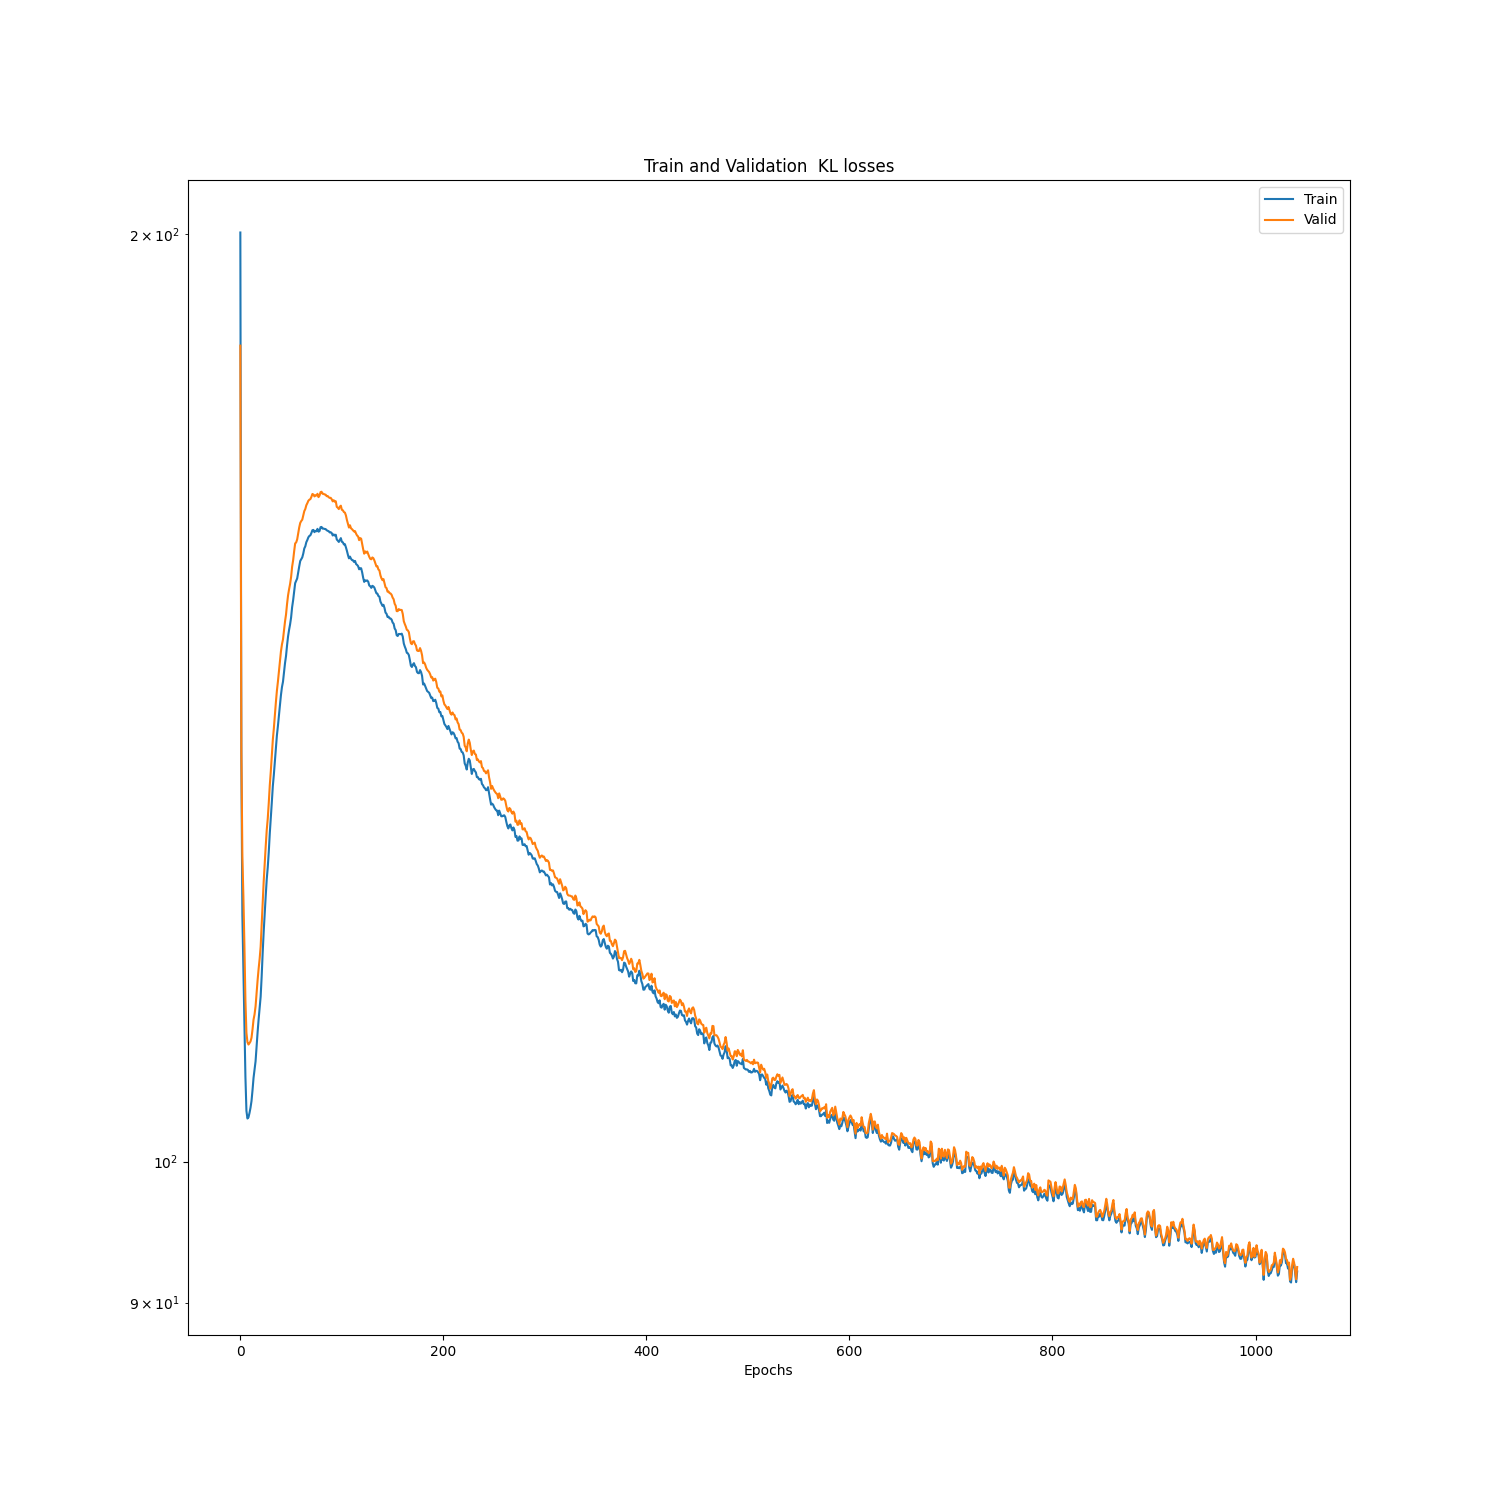 Train and Validation  KL losses
Train
Valid
2 × 10²
10²
9 × 10¹
0 200 400 600 800 1000
Epochs